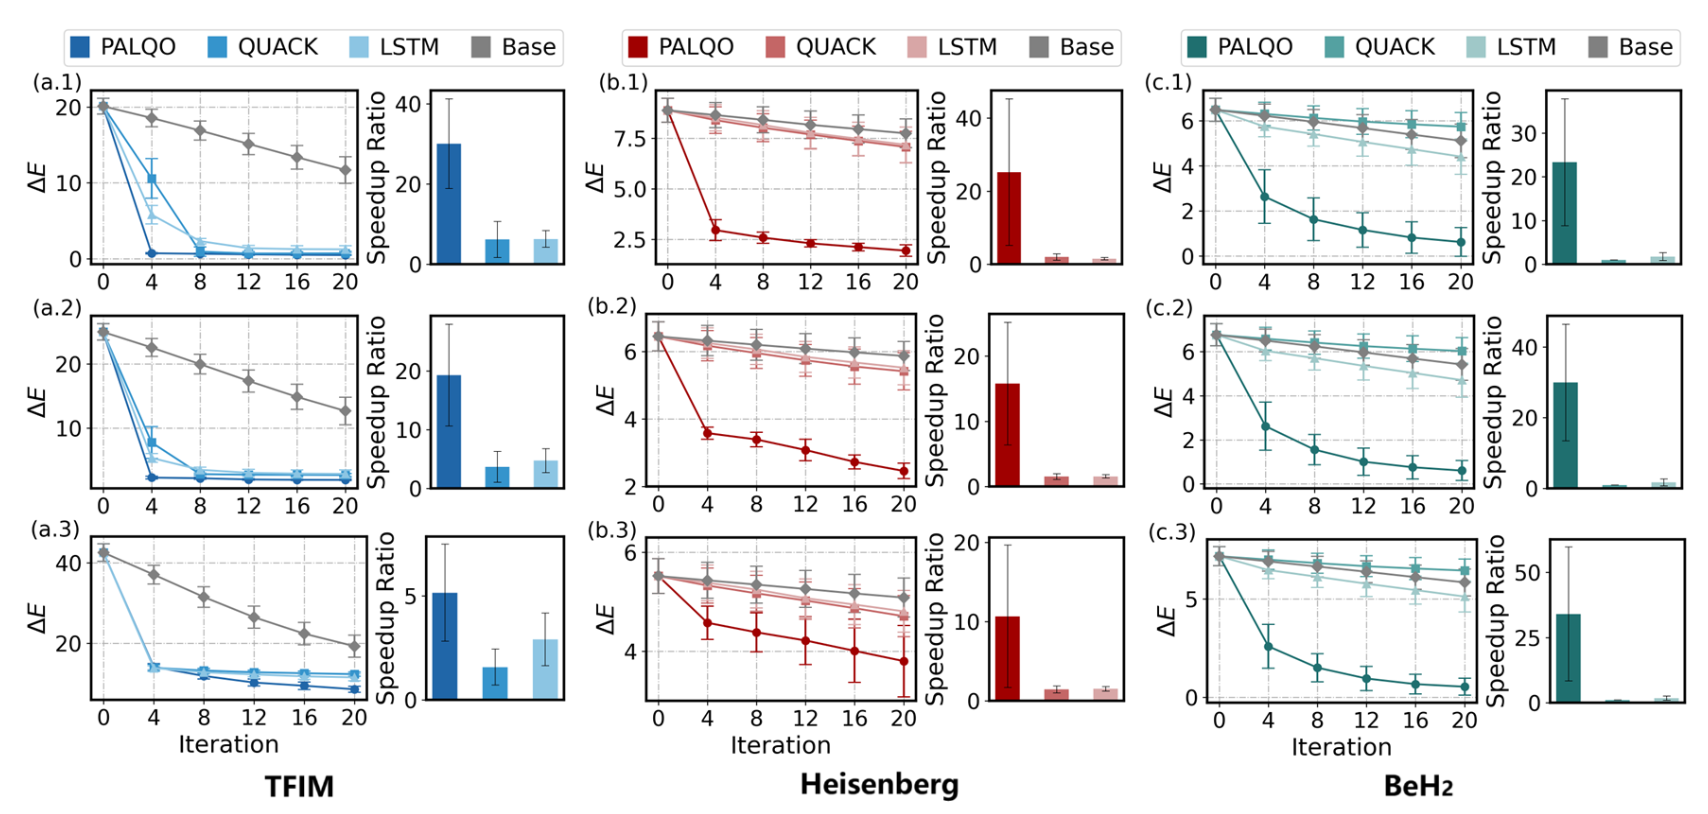 PALQO QUACK LSTM Base
PALQO QUACK LSTM Base
PALQO QUACK LSTM Base
(a.1)
20
10
0
ΔE
0 4 8 12 16 20
40
20
0
Speedup Ratio
(b.1)
7.5
5.0
2.5
ΔE
0 4 8 12 16 20
40
20
0
Speedup Ratio
(c.1)
6
4
2
0
ΔE
0 4 8 12 16 20
30
20
10
0
Speedup Ratio
(a.2)
20
10
ΔE
0 4 8 12 16 20
20
10
0
Speedup Ratio
(b.2)
6
4
2
ΔE
0 4 8 12 16 20
20
10
0
Speedup Ratio
(c.2)
6
4
2
0
ΔE
0 4 8 12 16 20
40
20
0
Speedup Ratio
(a.3)
40
20
ΔE
0 4 8 12 16 20
Iteration
5
0
Speedup Ratio
(b.3)
6
4
ΔE
0 4 8 12 16 20
Iteration
20
10
0
Speedup Ratio
(c.3)
5
0
ΔE
0 4 8 12 16 20
Iteration
50
25
0
Speedup Ratio
TFIM
Heisenberg
BeH2